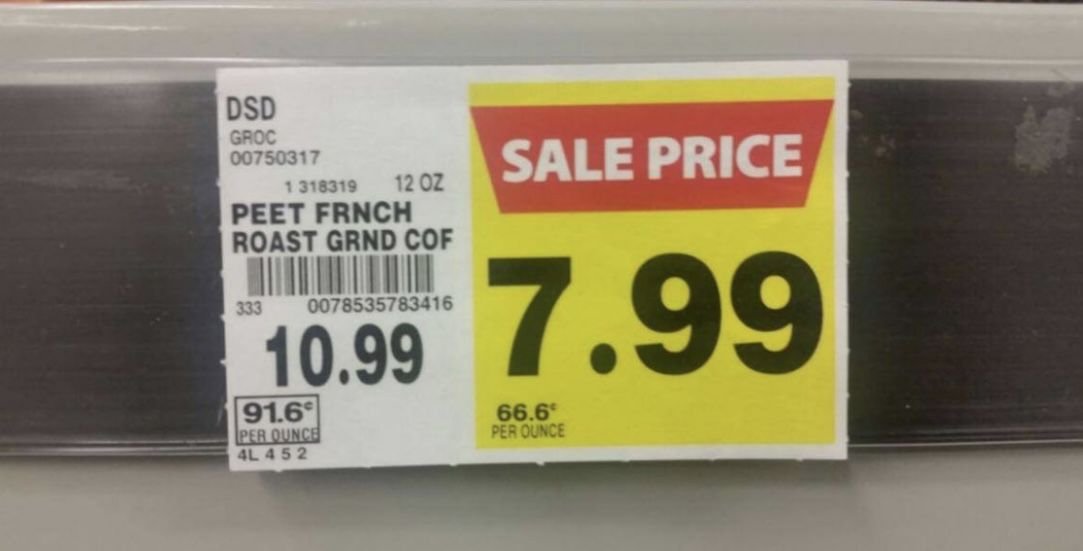 DSD
GROC
00750317
1 318319 12 OZ
PEET FRNCH
ROAST GRND COF
333 0078535783416
10.99
91.6¢
PER OUNCE
4L 4 5 2
SALE PRICE
7.99
66.6¢
PER OUNCE